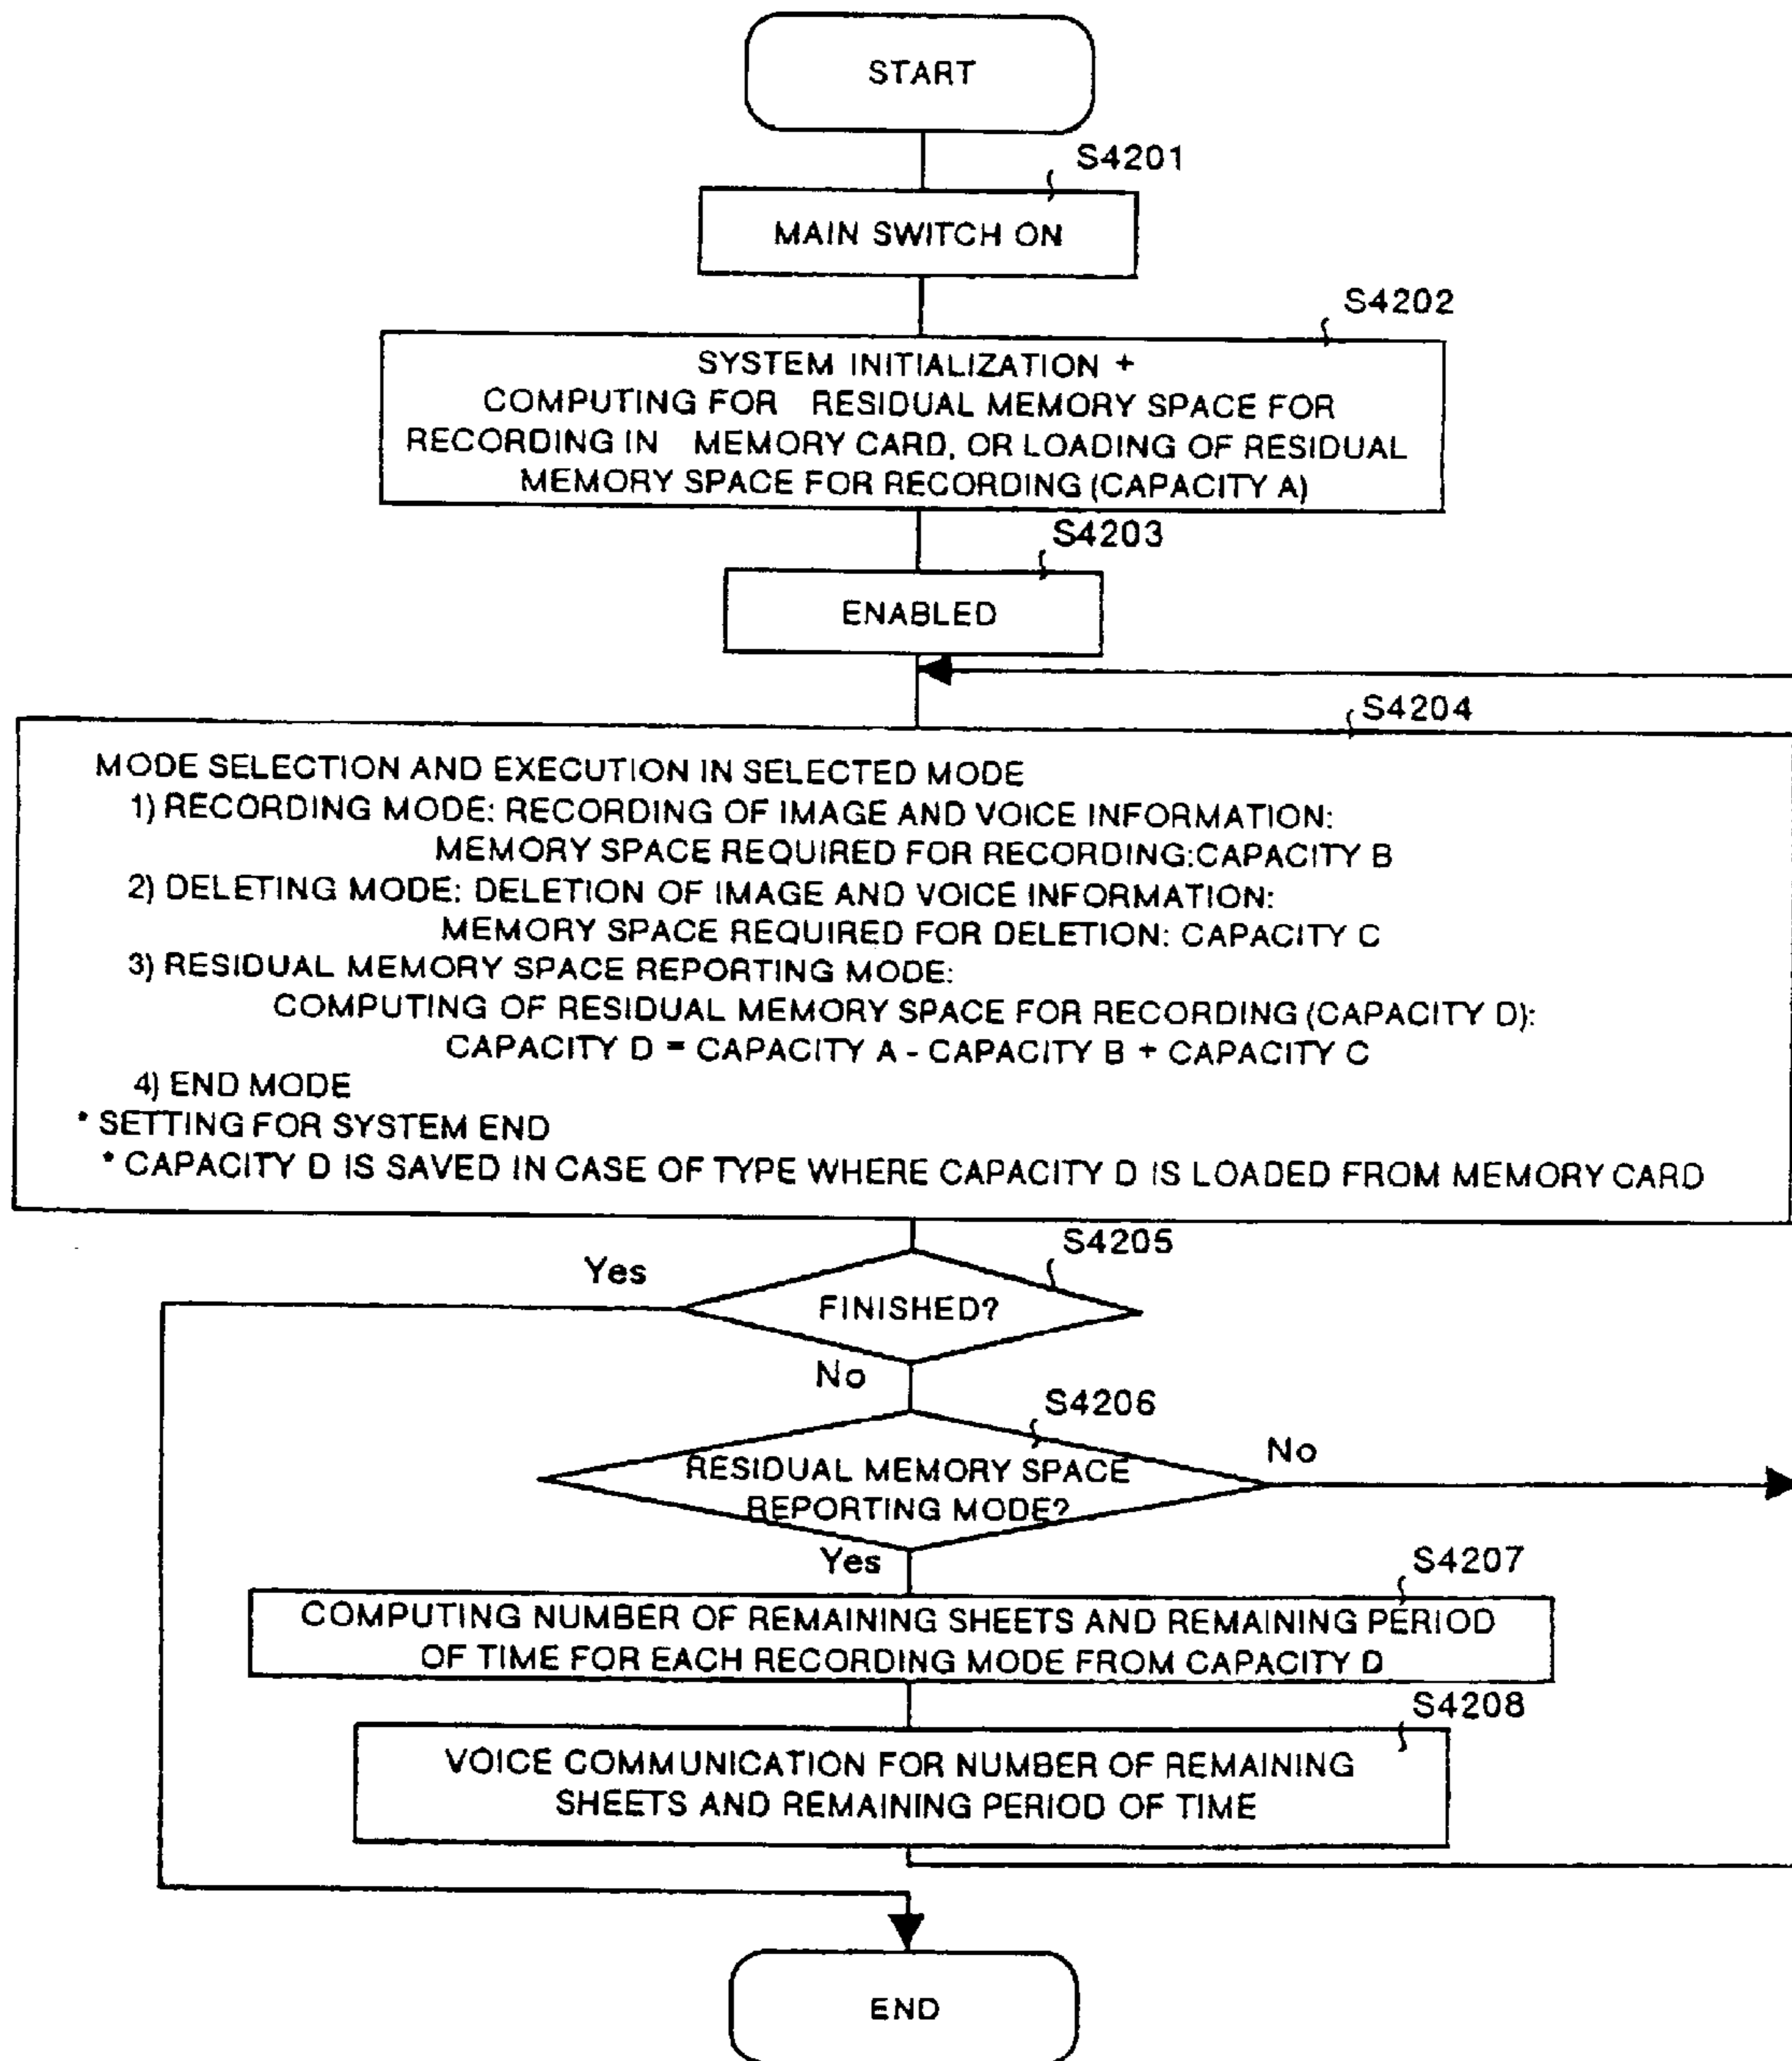 START
S4201
MAIN SWITCH ON
S4202
SYSTEM INITIALIZATION +
COMPUTING FOR RESIDUAL MEMORY SPACE FOR
RECORDING IN MEMORY CARD, OR LOADING OF RESIDUAL
MEMORY SPACE FOR RECORDING (CAPACITY A)
S4203
ENABLED
S4204
MODE SELECTION AND EXECUTION IN SELECTED MODE
1) RECORDING MODE: RECORDING OF IMAGE AND VOICE INFORMATION:
MEMORY SPACE REQUIRED FOR RECORDING:CAPACITY B
2) DELETING MODE: DELETION OF IMAGE AND VOICE INFORMATION:
MEMORY SPACE REQUIRED FOR DELETION: CAPACITY C
3) RESIDUAL MEMORY SPACE REPORTING MODE:
COMPUTING OF RESIDUAL MEMORY SPACE FOR RECORDING (CAPACITY D):
CAPACITY D = CAPACITY A - CAPACITY B + CAPACITY C
4) END MODE
* SETTING FOR SYSTEM END
* CAPACITY D IS SAVED IN CASE OF TYPE WHERE CAPACITY D IS LOADED FROM MEMORY CARD
S4205
Yes
FINISHED?
No
S4206
RESIDUAL MEMORY SPACE
REPORTING MODE?
No
Yes
S4207
COMPUTING NUMBER OF REMAINING SHEETS AND REMAINING PERIOD
OF TIME FOR EACH RECORDING MODE FROM CAPACITY D
S4208
VOICE COMMUNICATION FOR NUMBER OF REMAINING
SHEETS AND REMAINING PERIOD OF TIME
END